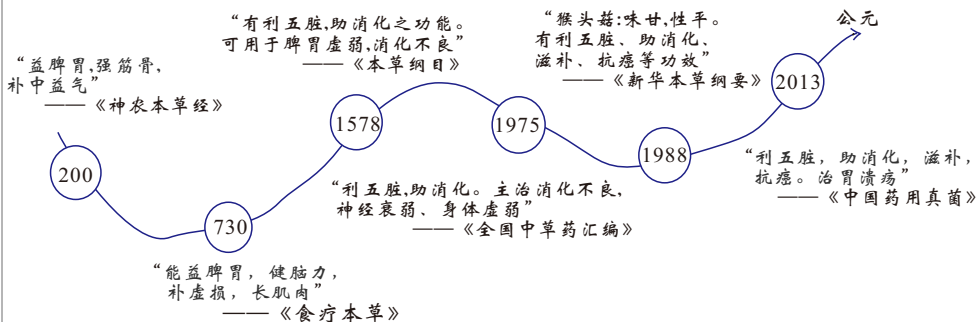 “益脾胃,强筋骨,
补中益气”
——《神农本草经》
200
“能益脾胃，健脑力，
补虚损，长肌肉”
——《食疗本草》
730
“有利五脏,助消化之功能。
可用于脾胃虚弱,消化不良”
——《本草纲目》
1578
“利五脏,助消化。主治消化不良,
神经衰弱、身体虚弱”
——《全国中草药汇编》
1975
“猴头菇:味甘,性平。
有利五脏、助消化、
滋补、抗癌等功效”
——《新华本草纲要》
1988
“利五脏，助消化，滋补，
抗癌。治胃溃疡”
——《中国药用真菌》
2013
公元